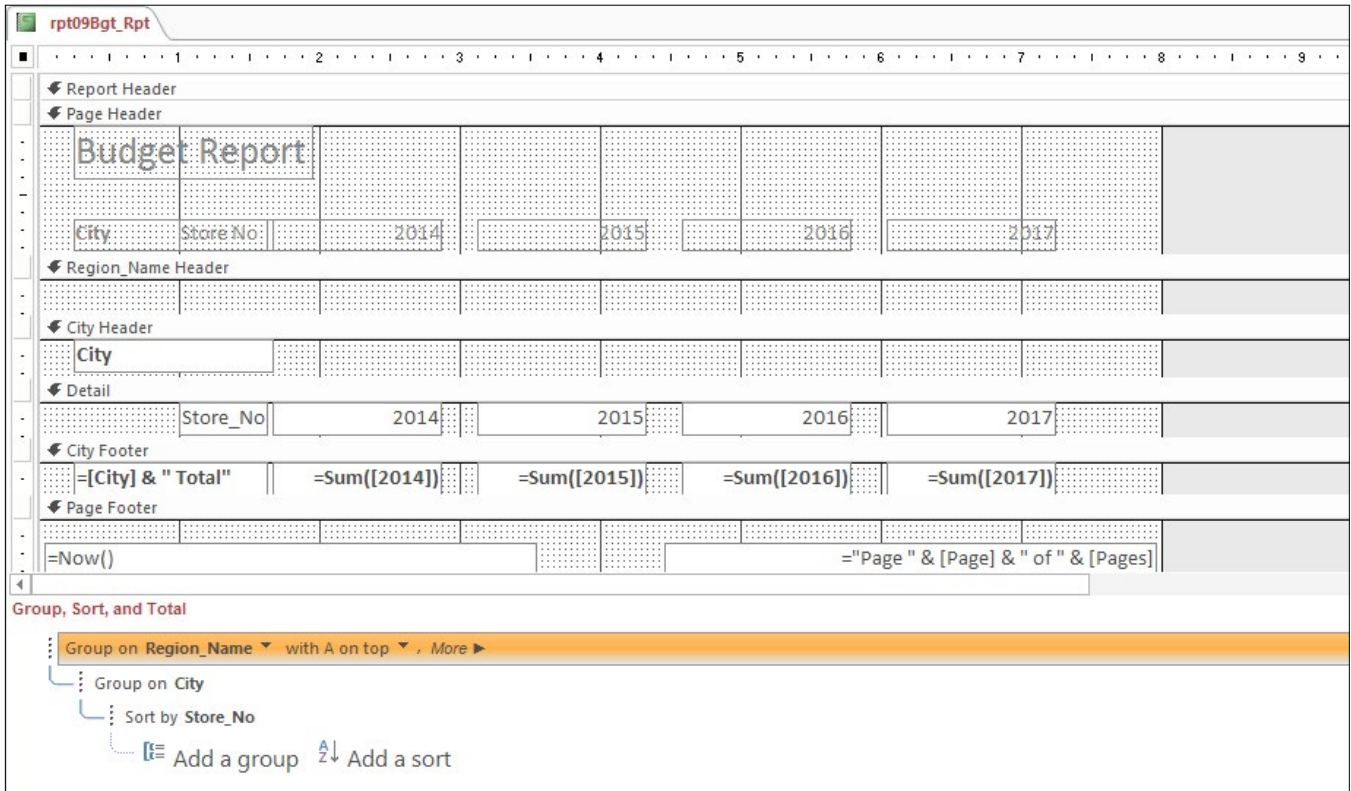 rpt09Bgt_Rpt
1 2 3 4 5 6 7 8 9
Report Header
Page Header
Budget Report
City Store No 2014 2015 2016 2017
Region_Name Header
City Header
City
Detail
Store_No 2014 2015 2016 2017
City Footer
=[City] & " Total" =Sum([2014]) =Sum([2015]) =Sum([2016]) =Sum([2017])
Page Footer
=Now() ="Page " & [Page] & " of " & [Pages]
Group, Sort, and Total
Group on Region_Name with A on top , More
Group on City
Sort by Store_No
Add a group AZ Add a sort